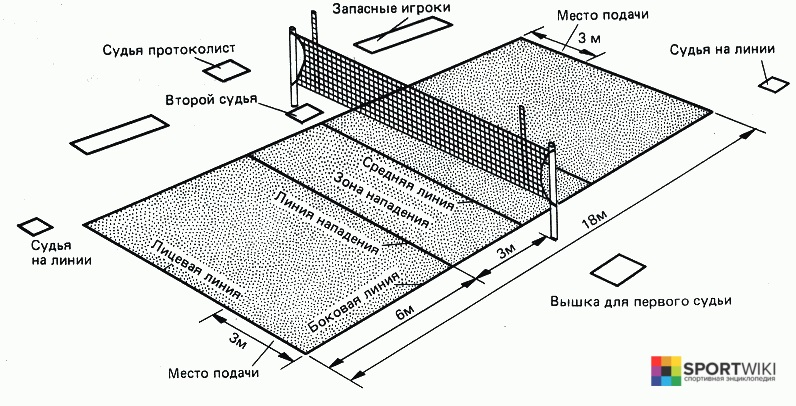 Запасные игроки
Место подачи
3 м
Судья протоколист
Судья на линии
Второй судья
Средняя линия
Зона нападения
Линия нападения
18м
Судья
на линии
Лицевая линия
Боковая линия
3м
6м
Вышка для первого судьи
3м
Место подачи
SPORTWIKI
спортивная энциклопедия